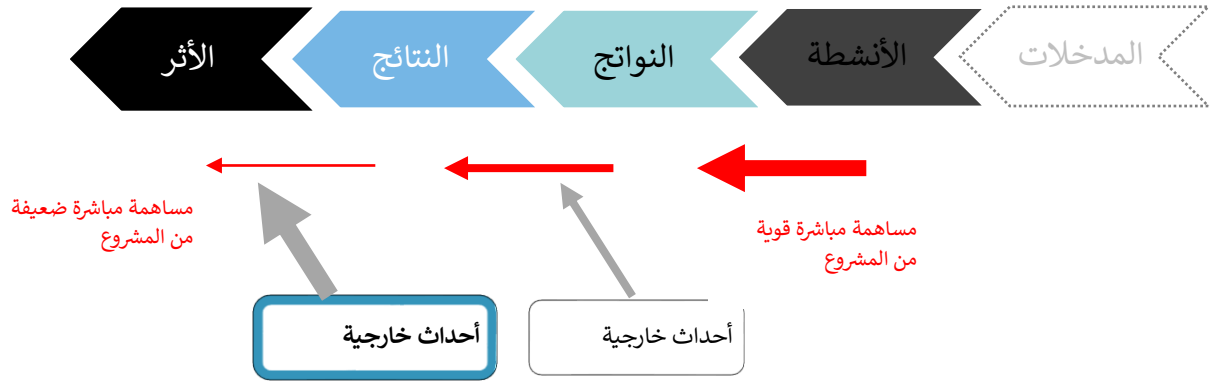 المدخلات
الأنشطة
النواتج
النتائج
الأثر
مساهمة مباشرة قوية
من المشروع
مساهمة مباشرة ضعيفة
من المشروع
أحداث خارجية
أحداث خارجية